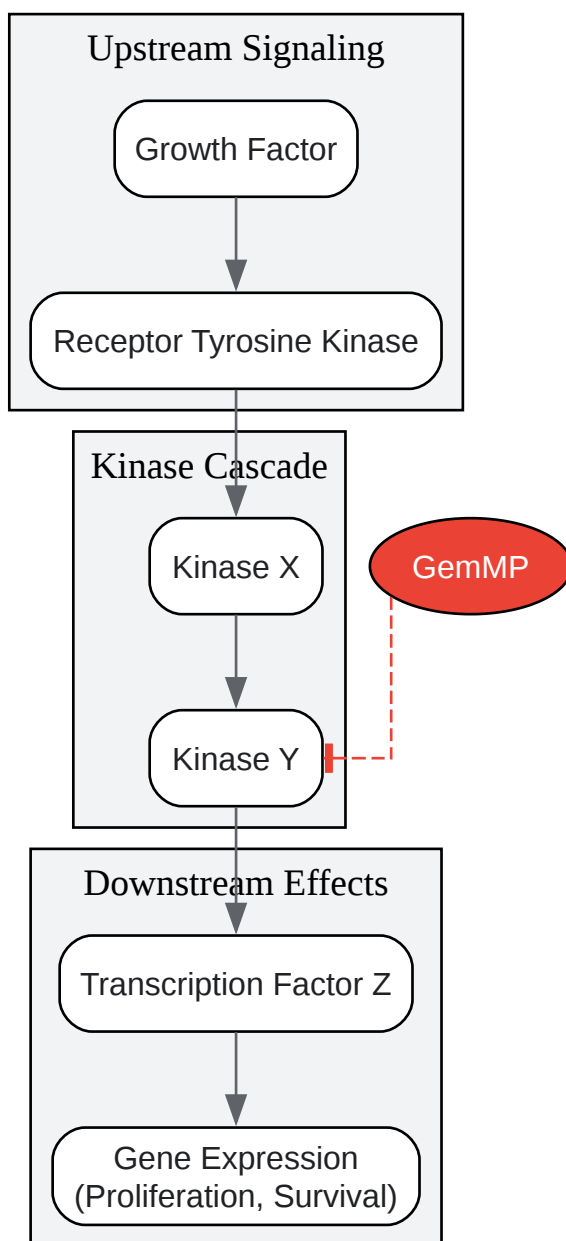 Upstream Signaling
Growth Factor
Receptor Tyrosine Kinase
Kinase Cascade
Kinase X
GemMP
Kinase Y
Downstream Effects
Transcription Factor Z
Gene Expression
(Proliferation, Survival)